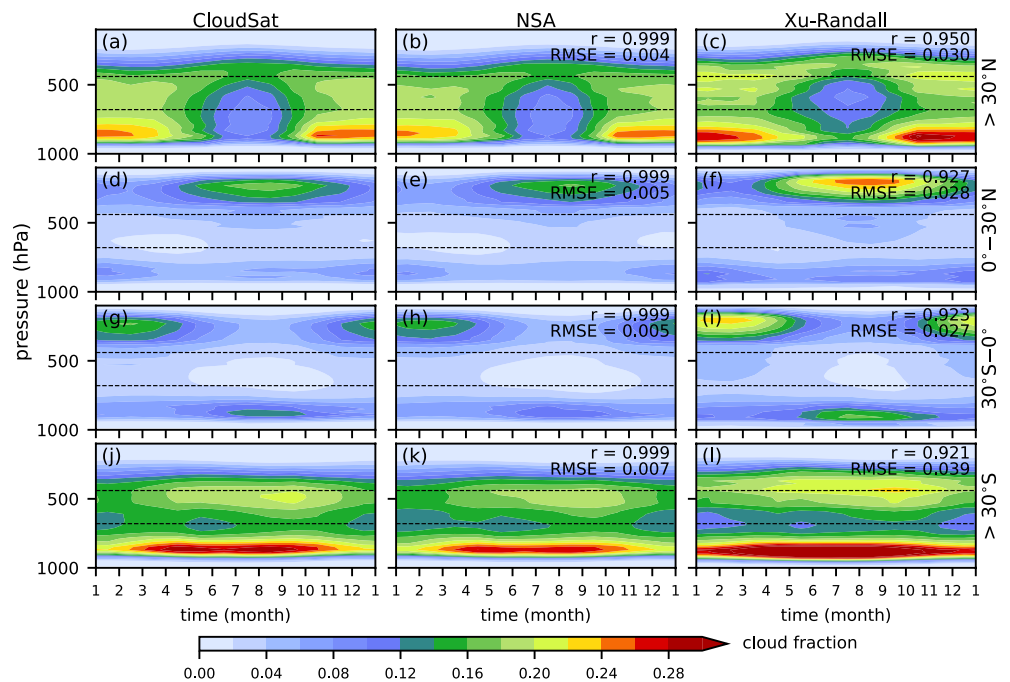 CloudSat NSA Xu-Randall
(a) (b) r = 0.999 (c) r = 0.950
RMSE = 0.004 RMSE = 0.030
500
1000
> 30°N
(d) (e) r = 0.999 (f) r = 0.927
RMSE = 0.005 RMSE = 0.028
500
1000
0°−30°N
pressure (hPa)
(g) (h) r = 0.999 (i) r = 0.923
RMSE = 0.005 RMSE = 0.027
500
1000
30°S−0°
(j) (k) r = 0.999 (l) r = 0.921
RMSE = 0.007 RMSE = 0.039
500
1000
> 30°S
1 2 3 4 5 6 7 8 9 10 11 12 1 1 2 3 4 5 6 7 8 9 10 11 12 1 1 2 3 4 5 6 7 8 9 10 11 12 1
time (month) time (month) time (month)
cloud fraction
0.00 0.04 0.08 0.12 0.16 0.20 0.24 0.28